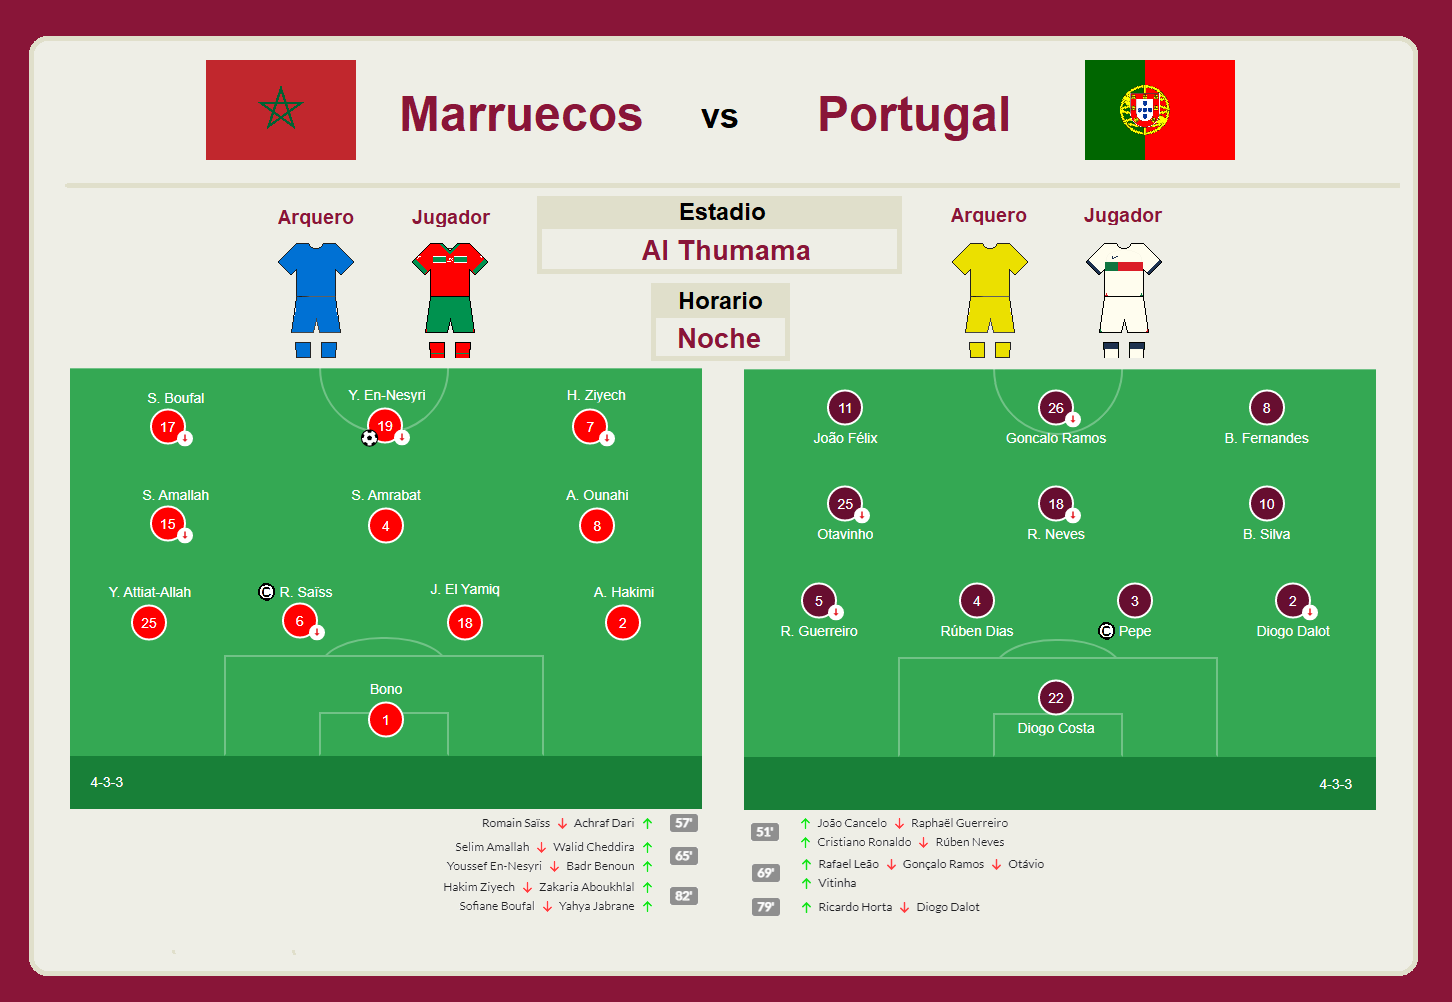 Marruecos vs Portugal
Arquero Jugador
Estadio
Al Thumama
Horario
Noche
Arquero Jugador
S. Boufal
17
Y. En-Nesyri
19
H. Ziyech
7
S. Amallah
15
S. Amrabat
4
A. Ounahi
8
Y. Attiat-Allah
25
C R. Saïss
6
J. El Yamiq
18
A. Hakimi
2
Bono
1
4-3-3
11
João Félix
26
Goncalo Ramos
8
B. Fernandes
25
Otavinho
18
R. Neves
10
B. Silva
5
R. Guerreiro
4
Rúben Dias
3
C Pepe
2
Diogo Dalot
22
Diogo Costa
4-3-3
Romain Saïss ↓ Achraf Dari ↑ 57'
Selim Amallah ↓ Walid Cheddira ↑
65'
Youssef En-Nesyri ↓ Badr Benoun ↑
Hakim Ziyech ↓ Zakaria Aboukhlal ↑
82'
Sofiane Boufal ↓ Yahya Jabrane ↑
51'
↑ João Cancelo ↓ Raphaël Guerreiro
↑ Cristiano Ronaldo ↓ Rúben Neves
69'
↑ Rafael Leão ↓ Gonçalo Ramos ↓ Otávio
↑ Vitinha
79' ↑ Ricardo Horta ↓ Diogo Dalot